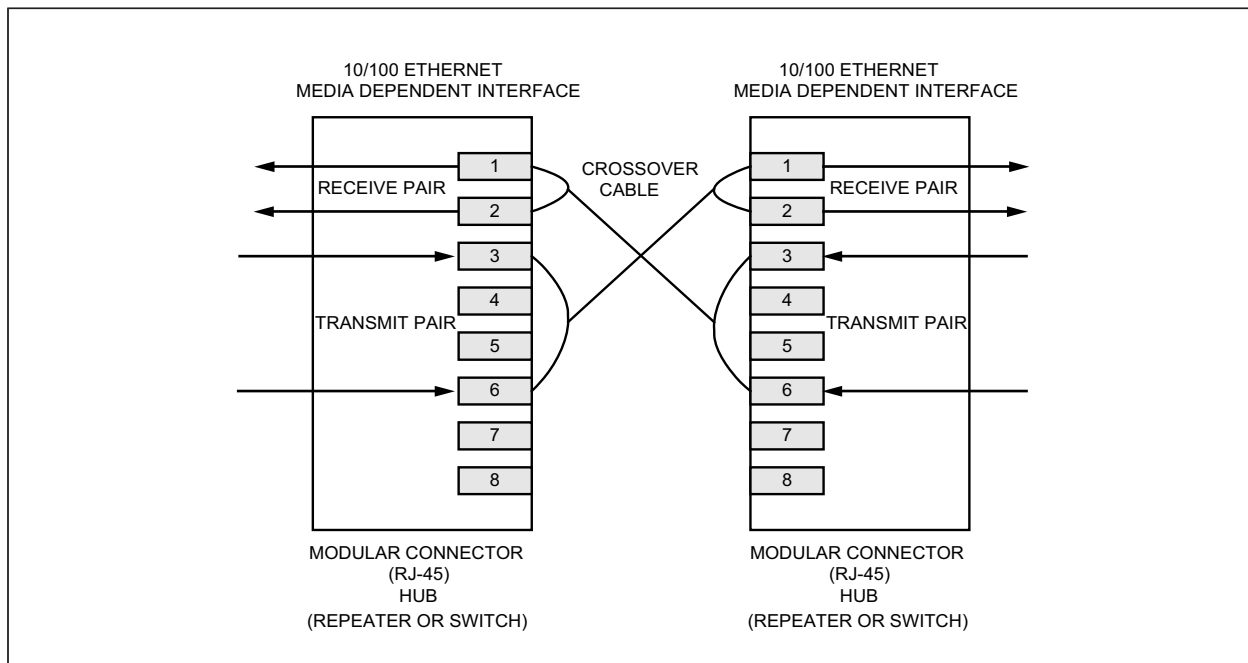 10/100 ETHERNET
MEDIA DEPENDENT INTERFACE
10/100 ETHERNET
MEDIA DEPENDENT INTERFACE
1
RECEIVE PAIR
2
3
4
TRANSMIT PAIR
5
6
7
8
CROSSOVER
CABLE
1
RECEIVE PAIR
2
3
4
TRANSMIT PAIR
5
6
7
8
MODULAR CONNECTOR
(RJ-45)
HUB
(REPEATER OR SWITCH)
MODULAR CONNECTOR
(RJ-45)
HUB
(REPEATER OR SWITCH)